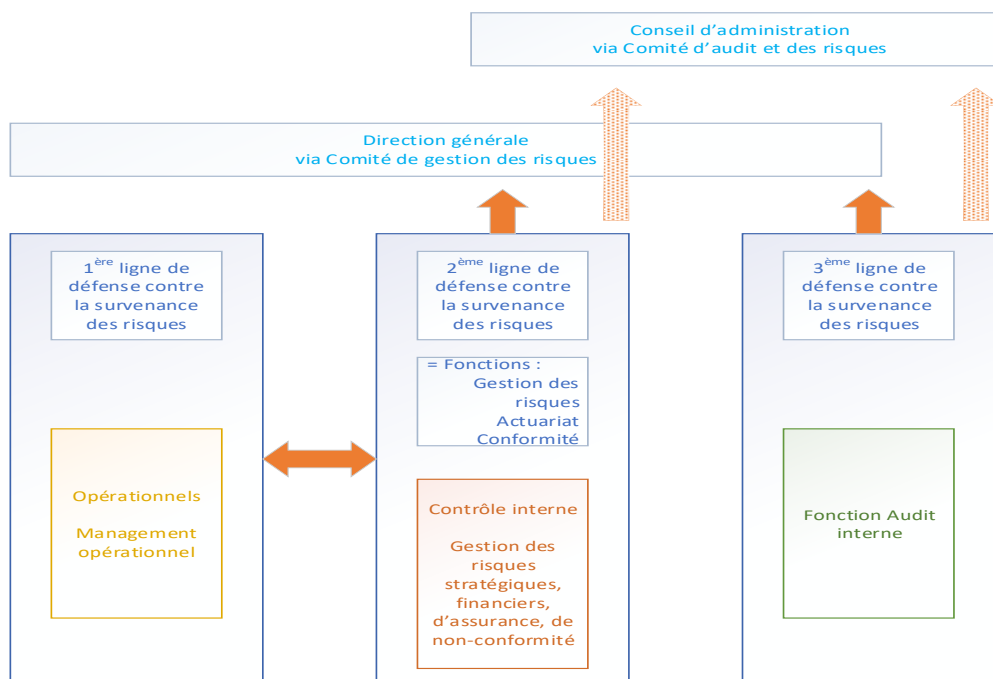 Conseil d’administration
via Comité d’audit et des risques
Direction générale
via Comité de gestion des risques
1ère ligne de
défense contre
la survenance
des risques
Opérationnels
Management
opérationnel
2ème ligne de
défense contre
la survenance
des risques
= Fonctions :
Gestion des
risques
Actuariat
Conformité
Contrôle interne
Gestion des
risques
stratégiques,
financiers,
d’assurance, de
non-conformité
3ème ligne de
défense contre
la survenance
des risques
Fonction Audit
interne